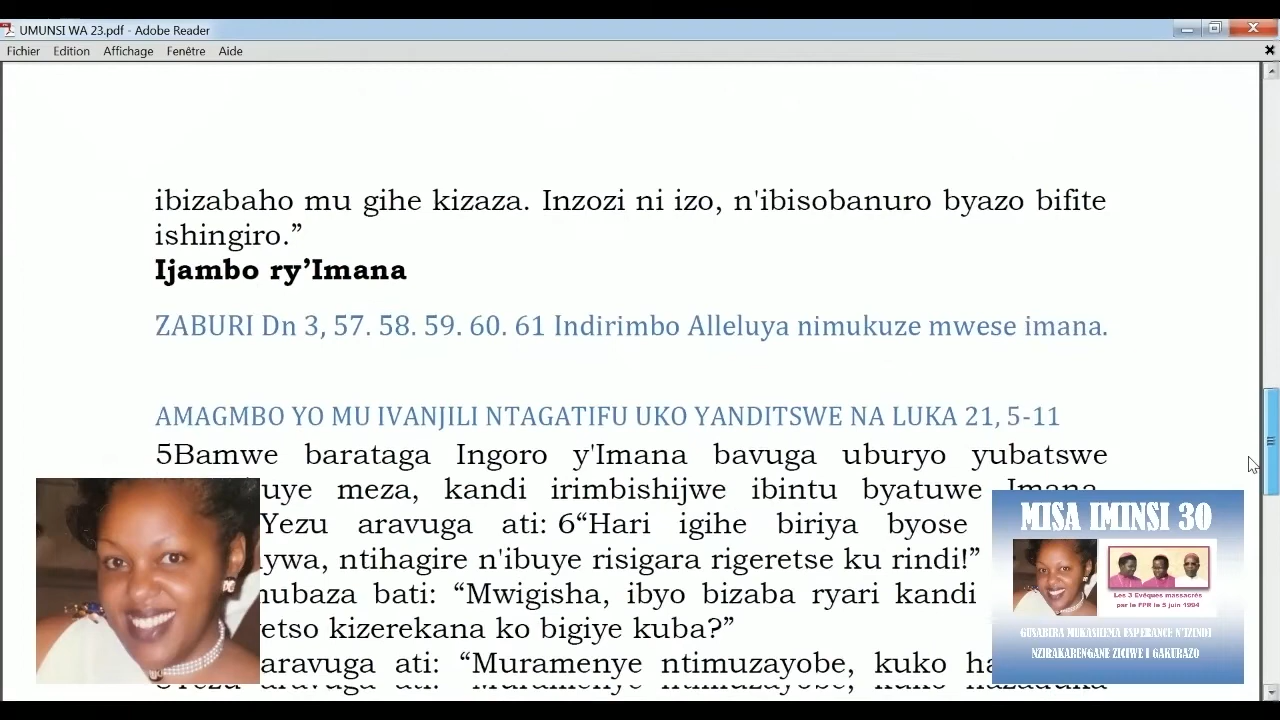 UMUNSI WA 23.pdf - Adobe Reader
Fichier Edition Affichage Fenêtre Aide
ibizabaho mu gihe kizaza. Inzozi ni izo, n'ibisobanuro byazo bifite
ishingiro.”
Ijambo ry’Imana
ZABURI Dn 3, 57. 58. 59. 60. 61 Indirimbo Alleluya nimukuze mwese imana.
AMAGMBO YO MU IVANJILI NTAGATIFU UKO YANDITSWE NA LUKA 21, 5-11
5Bamwe barataga Ingoro y'Imana bavuga uburyo yubatswe
meza, kandi irimbishijwe ibintu byatuwe Imana.
Yezu aravuga ati: 6“Hari igihe biriya byose
ntihagire n'ibuye risigara rigeretse ku rindi!”
bati: “Mwigisha, ibyo bizaba ryari kandi
kizerekana ko bigiye kuba?”
aravuga ati: “Muramenye ntimuzayobe, kuko
MISA IMINSI 30
Les 3 Evêques massacrés
par le FPR le 5 juin 1994
GUSABIRA MUKASHEMA ESPERANCE N'IZINDI
NZIRAKARENGANE ZICIWE I GAKURAZO